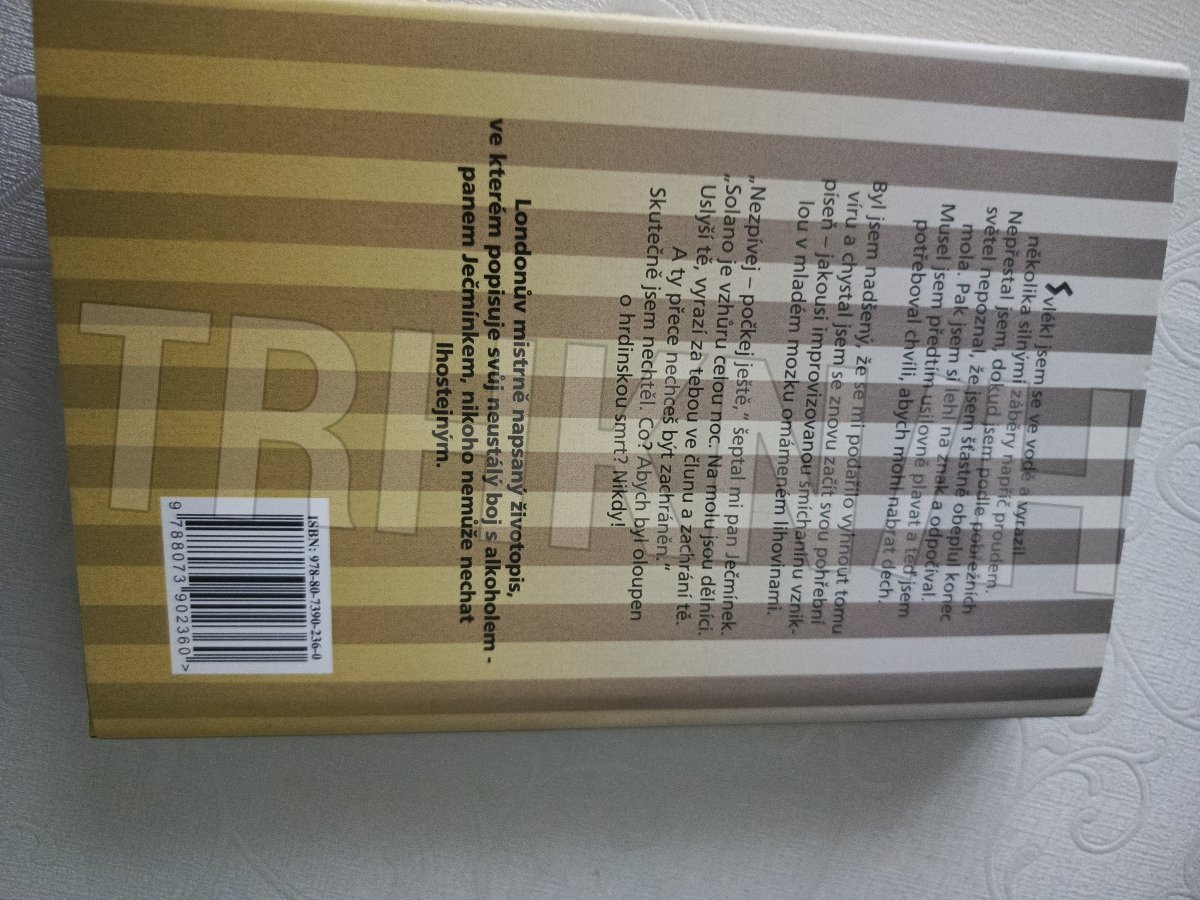 Svlékl jsem se ve vodě a vyrazil
několika silnými záběry napříč proudem.
Nepřestal jsem, dokud jsem podle pobřežních
světel nepoznal, že jsem šťastně obeplul konec
mola. Pak jsem si lehl na znak a odpočíval.
Musel jsem předtím usilovně plavat a teď jsem
potřeboval chvíli, abych mohl nabrat dech.
Byl jsem nadšený, že se mi podařilo vyhnout tomu
víru a chystal jsem se znovu začít svou pohřební
píseň – jakousi improvizovanou směchaninu vznik-
lou v mladém mozku omámeném lihovinami.
„Nezpívej – počkej ještě,“ šeptal mi pan Ječmínek.
„Solano je vzhůru celou noc. Na molu jsou dělníci.
Uslyší tě, vyrazí za tebou ve člunu a zachrání tě.
A ty přece nechceš být zachráněn.“
Skutečně jsem nechtěl. Co? Abych byl oloupen
o hrdinskou smrt? Nikdy!
Londonův mistrně napsaný životopis,
ve kterém popisuje svůj neustálý boj s alkoholem -
panem Ječmínkem, nikoho nemůže nechat
lhostejným.
ISBN: 978-80-7390-236-0
9 788073 902360 >